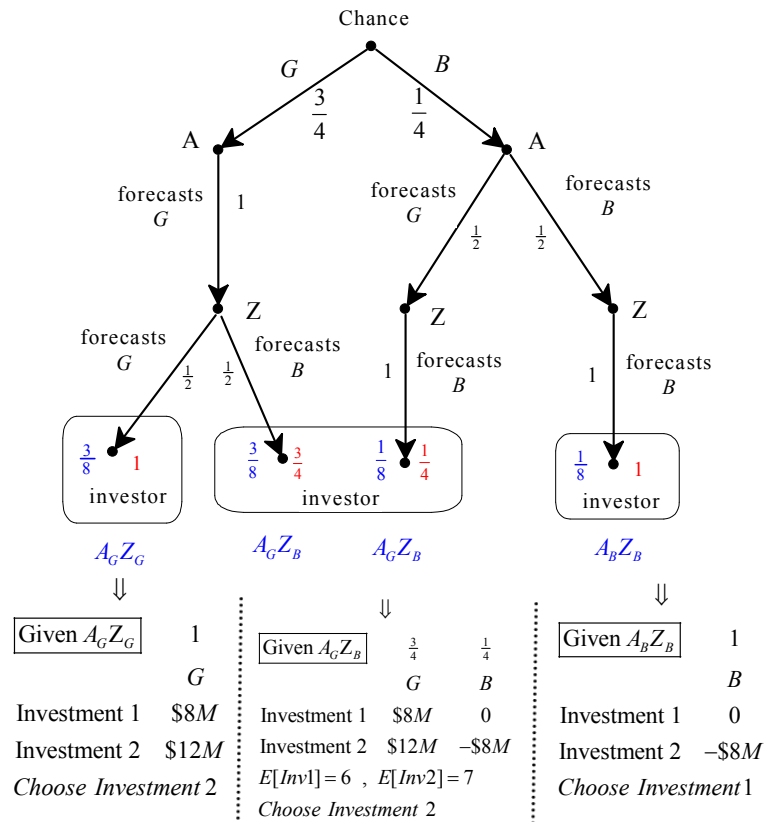 Chance
G B
3/4 1/4
A A
forecasts G 1
forecasts G 1/2
1/2 forecasts B
Z Z Z
forecasts G 1/2
1/2 forecasts B
1 forecasts B
1 forecasts B
3/8 1 3/8 3/4 1/8 1/4 1/8 1
investor investor investor
A_G Z_G A_G Z_B A_G Z_B A_B Z_B
⇓ ⇓ ⇓
Given A_G Z_G 1
G
Investment 1 $8M
Investment 2 $12M
Choose Investment 2
Given A_G Z_B 3/4 1/4
G B
Investment 1 $8M 0
Investment 2 $12M −$8M
E[Inv1] = 6 , E[Inv2] = 7
Choose Investment 2
Given A_B Z_B 1
B
Investment 1 0
Investment 2 −$8M
Choose Investment 1